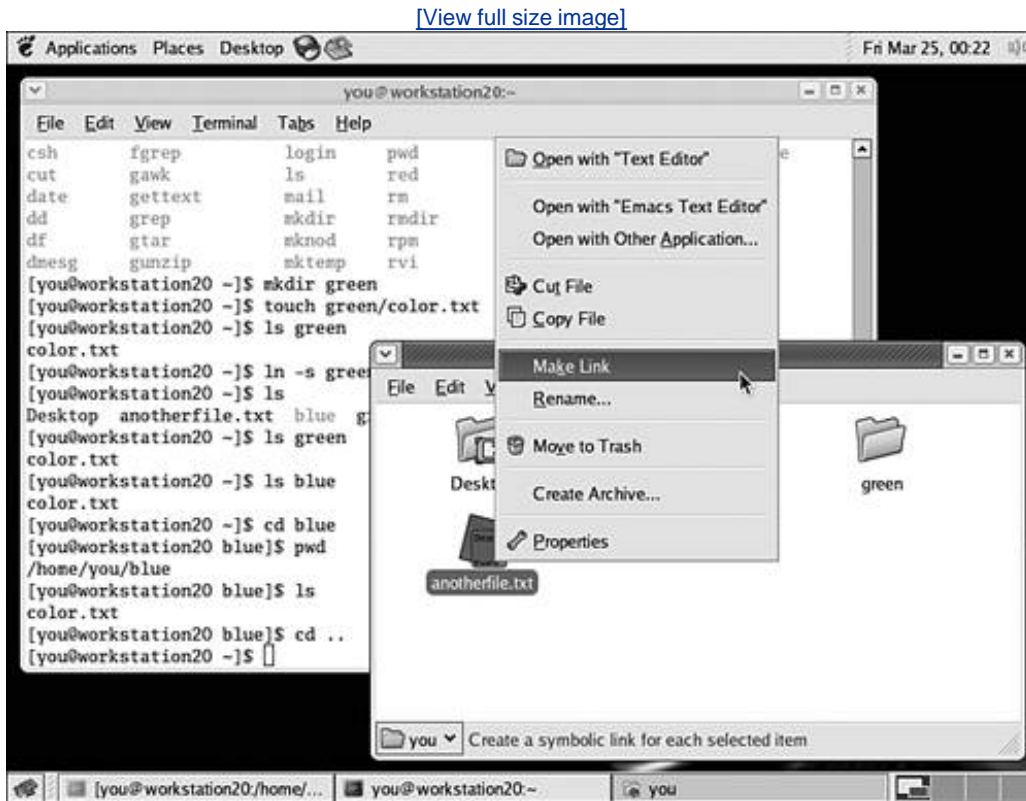 [View full size image]
Applications Places Desktop Fri Mar 25, 00:22
you@workstation20:~
File Edit View Terminal Tabs Help
csh fgrep login pwd e
cut gawk ls red
date gettext mail rm
dd grep mkdir rmdir
df gtar mknod rpm
dmesg gunzip mktemp rvi
[you@workstation20 ~]$ mkdir green
[you@workstation20 ~]$ touch green/color.txt
[you@workstation20 ~]$ ls green
color.txt
[you@workstation20 ~]$ ln -s gree
[you@workstation20 ~]$ ls
Desktop anotherfile.txt blue g
[you@workstation20 ~]$ ls green
color.txt
[you@workstation20 ~]$ ls blue
color.txt
[you@workstation20 ~]$ cd blue
[you@workstation20 blue]$ pwd
/home/you/blue
[you@workstation20 blue]$ ls
color.txt
[you@workstation20 blue]$ cd ..
[you@workstation20 ~]$
Open with "Text Editor"
Open with "Emacs Text Editor"
Open with Other Application...
Cut File
Copy File
Make Link
Rename...
Move to Trash
Create Archive...
Properties
File Edit V
Deskt
green
anotherfile.txt
you Create a symbolic link for each selected item
[you@workstation20:/home/... you@workstation20:~ you